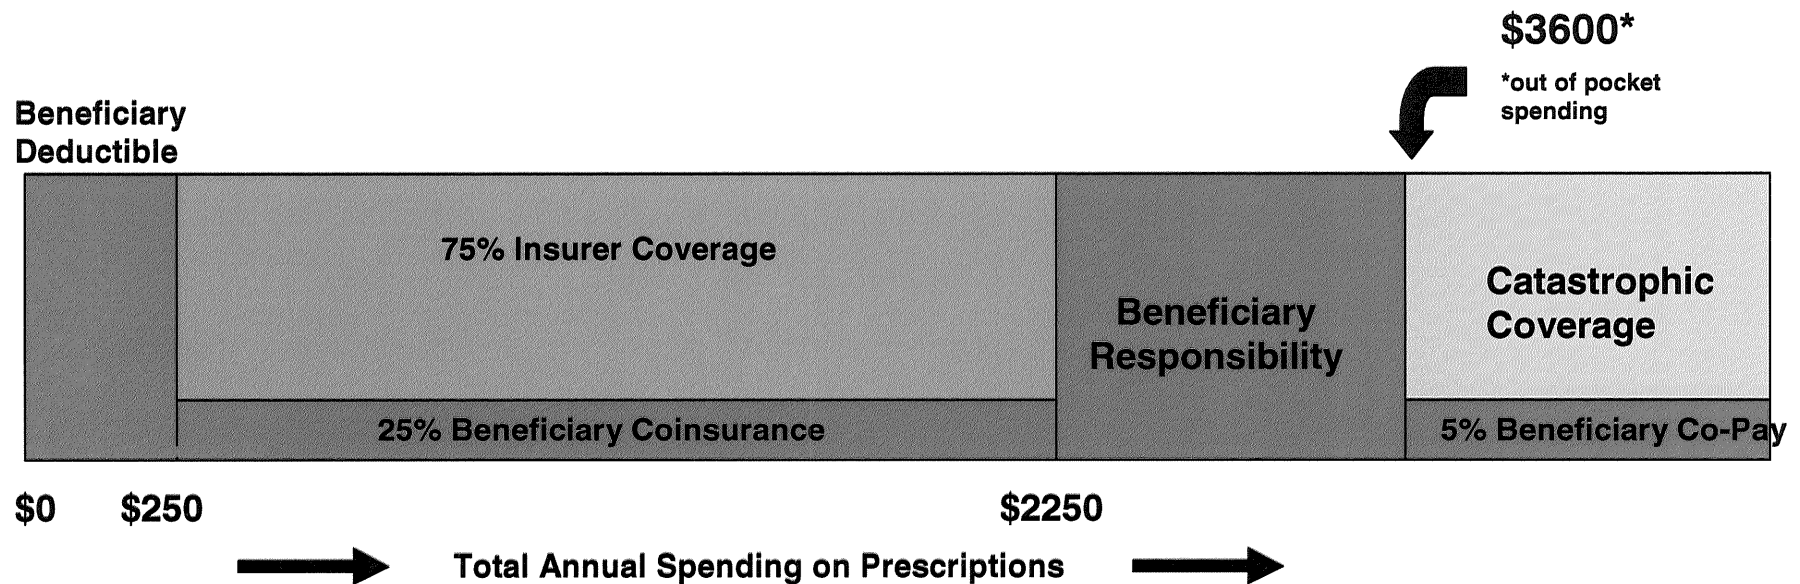 $3600*
*out of pocket
spending
Beneficiary
Deductible
75% Insurer Coverage
Beneficiary
Responsibility
Catastrophic
Coverage
25% Beneficiary Coinsurance
5% Beneficiary Co-Pay
$0
$250
$2250
Total Annual Spending on Prescriptions